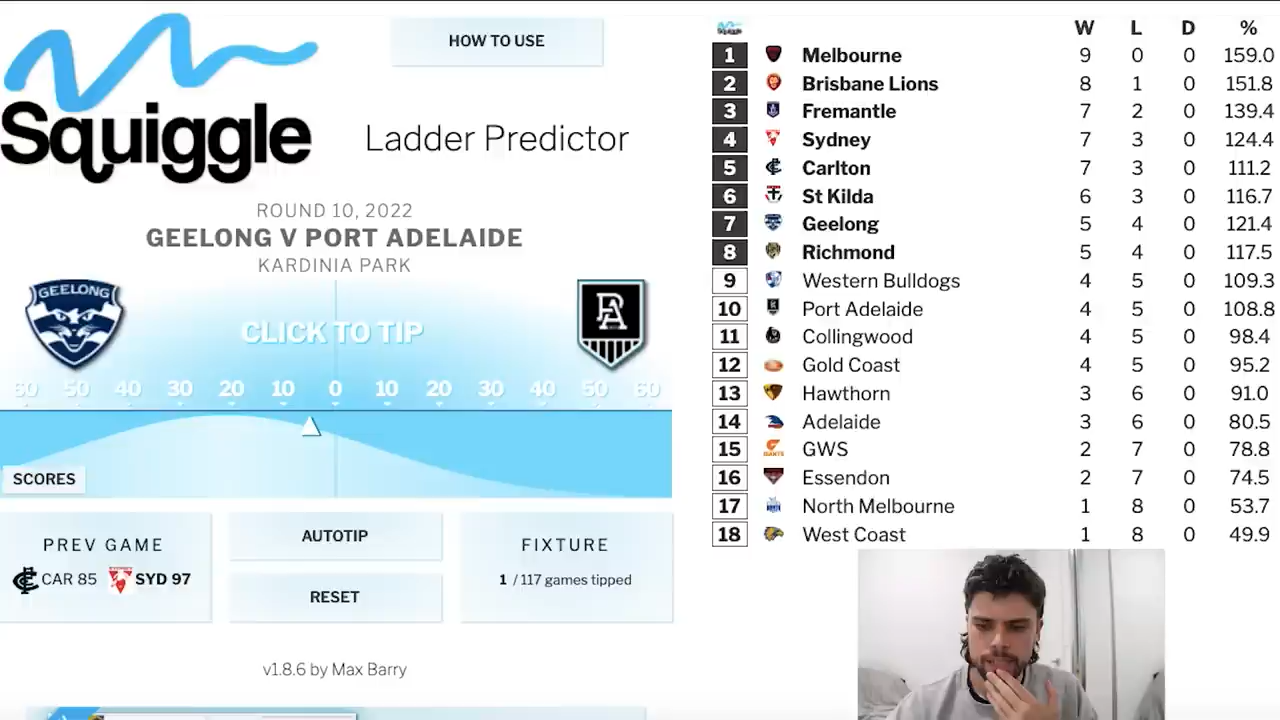 Squiggle
HOW TO USE
Ladder Predictor
ROUND 10, 2022
GEELONG V PORT ADELAIDE
KARDINIA PARK
GEELONG
CLICK TO TIP
PA
60 50 40 30 20 10 0 10 20 30 40 50 60
SCORES
PREV GAME
CAR 85 SYD 97
AUTOTIP
RESET
FIXTURE
1 / 117 games tipped
v1.8.6 by Max Barry
W L D %
1 Melbourne 9 0 0 159.0
2 Brisbane Lions 8 1 0 151.8
3 Fremantle 7 2 0 139.4
4 Sydney 7 3 0 124.4
5 Carlton 7 3 0 111.2
6 St Kilda 6 3 0 116.7
7 Geelong 5 4 0 121.4
8 Richmond 5 4 0 117.5
9 Western Bulldogs 4 5 0 109.3
10 Port Adelaide 4 5 0 108.8
11 Collingwood 4 5 0 98.4
12 Gold Coast 4 5 0 95.2
13 Hawthorn 3 6 0 91.0
14 Adelaide 3 6 0 80.5
15 GWS 2 7 0 78.8
16 Essendon 2 7 0 74.5
17 North Melbourne 1 8 0 53.7
18 West Coast 1 8 0 49.9